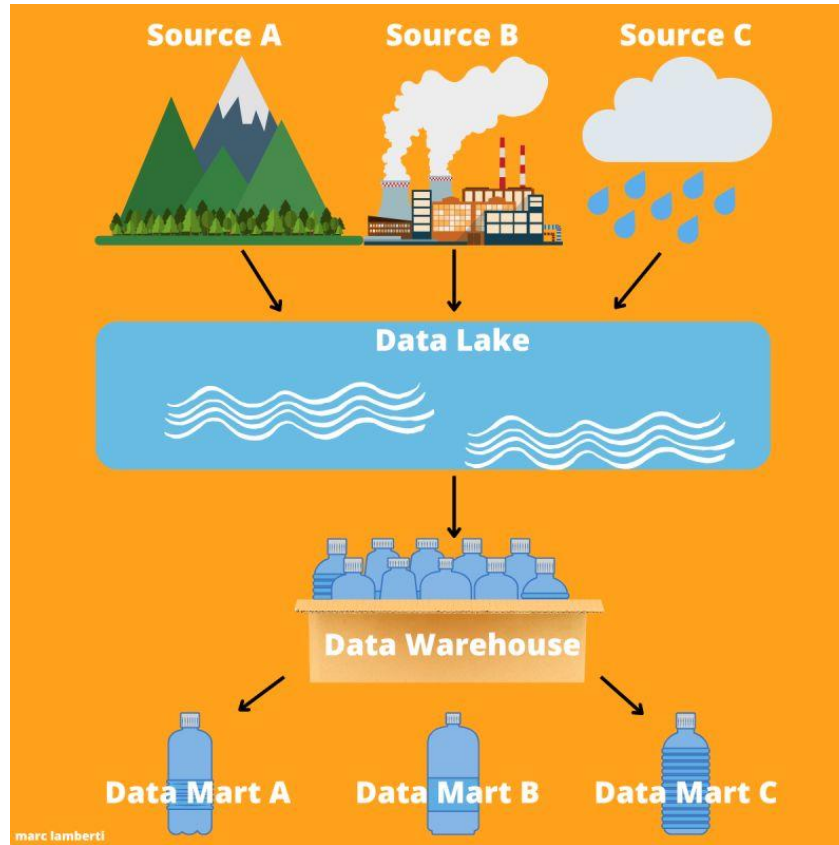 Source A
Source B
Source C
Data Lake
Data Warehouse
Data Mart A
Data Mart B
Data Mart C
marc lamberti